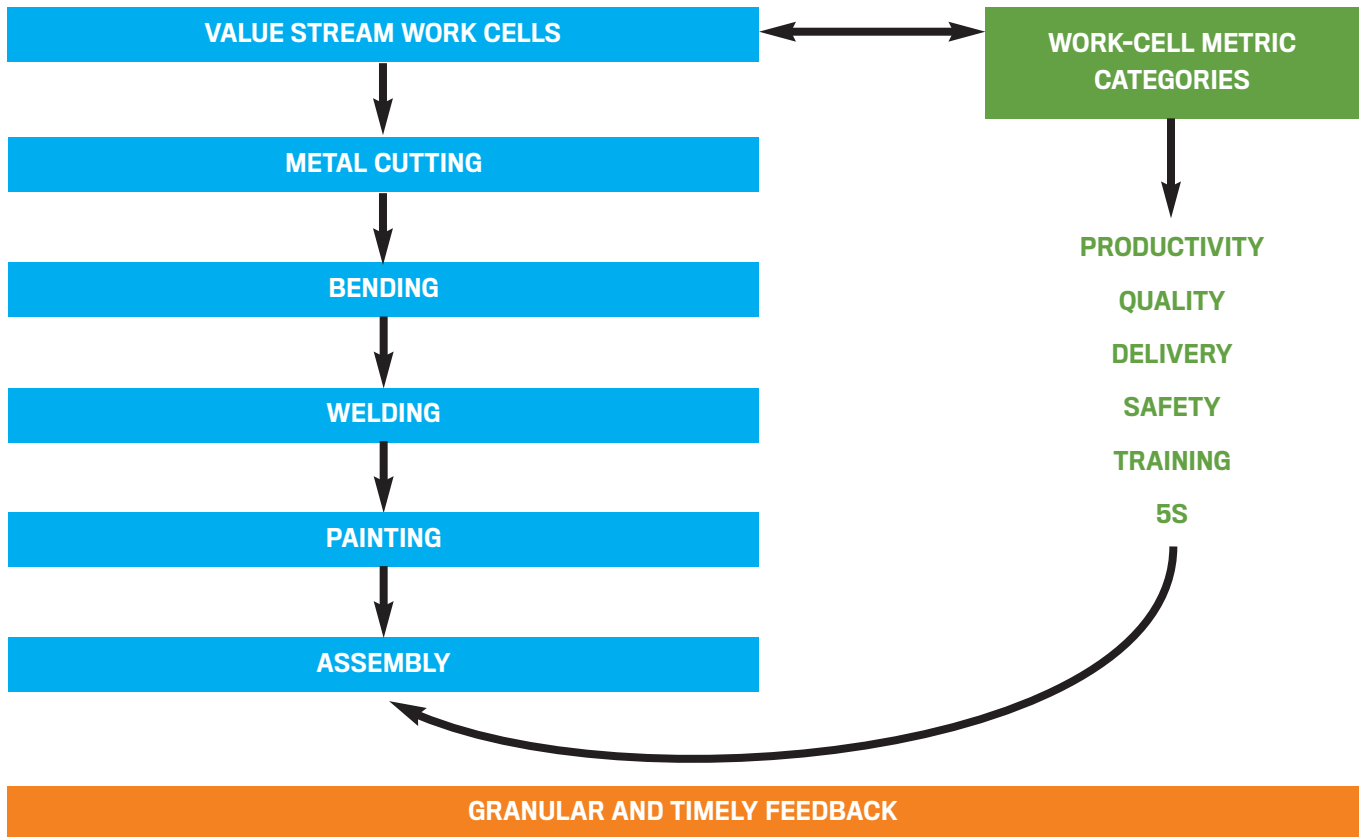 VALUE STREAM WORK CELLS
METAL CUTTING
BENDING
WELDING
PAINTING
ASSEMBLY
WORK-CELL METRIC
CATEGORIES
PRODUCTIVITY
QUALITY
DELIVERY
SAFETY
TRAINING
5S
GRANULAR AND TIMELY FEEDBACK